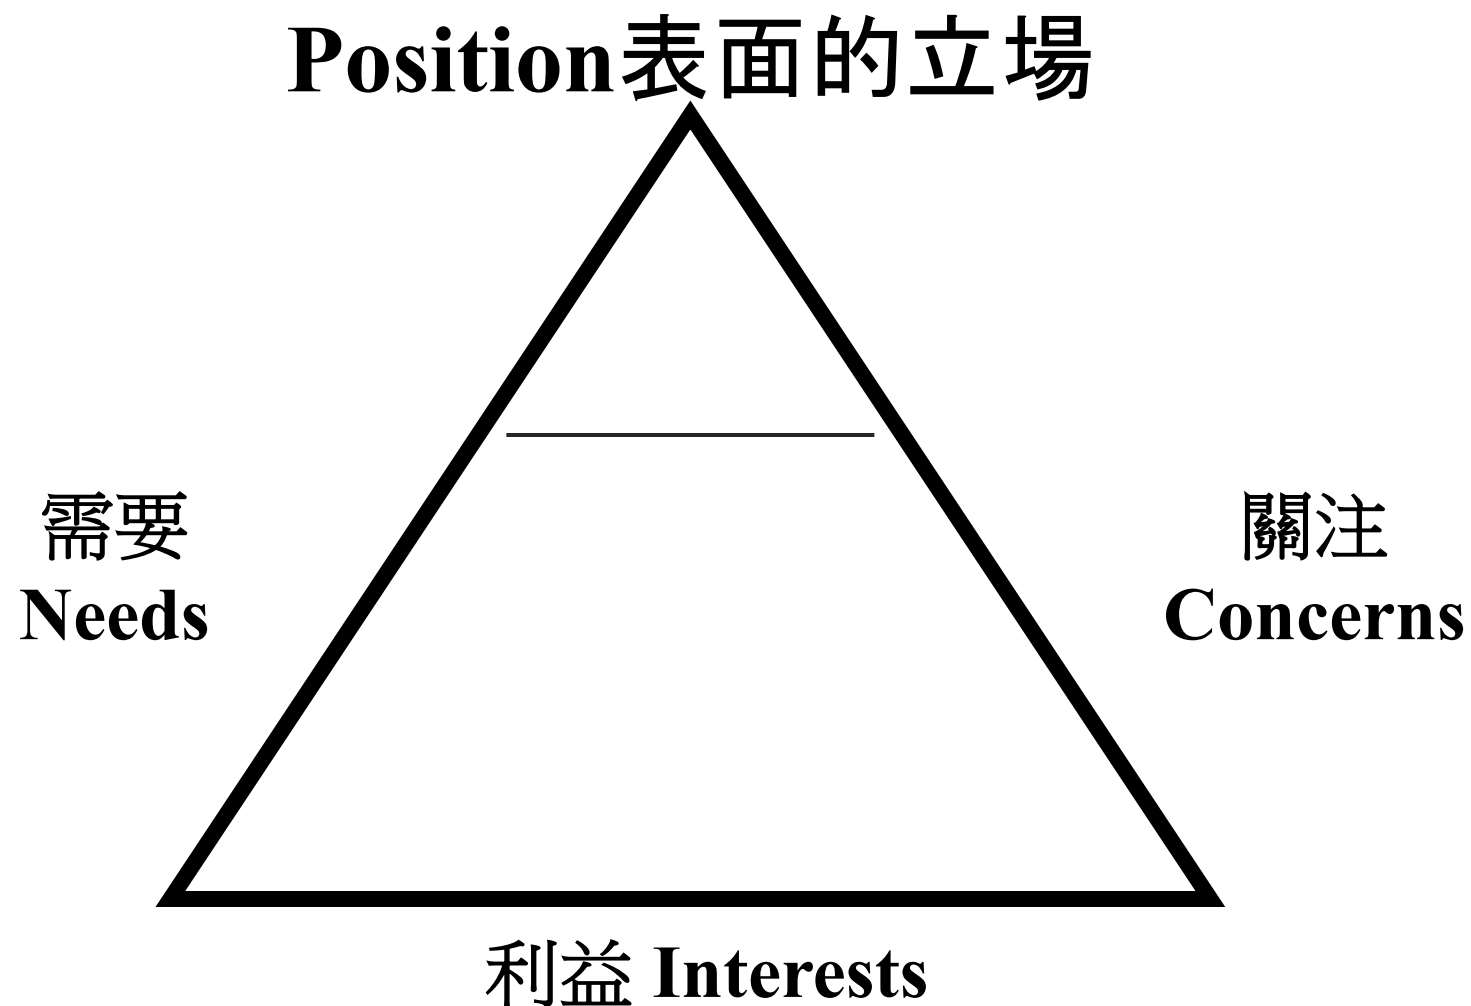 Position表面的立場
需要
Needs
關注
Concerns
利益 Interests